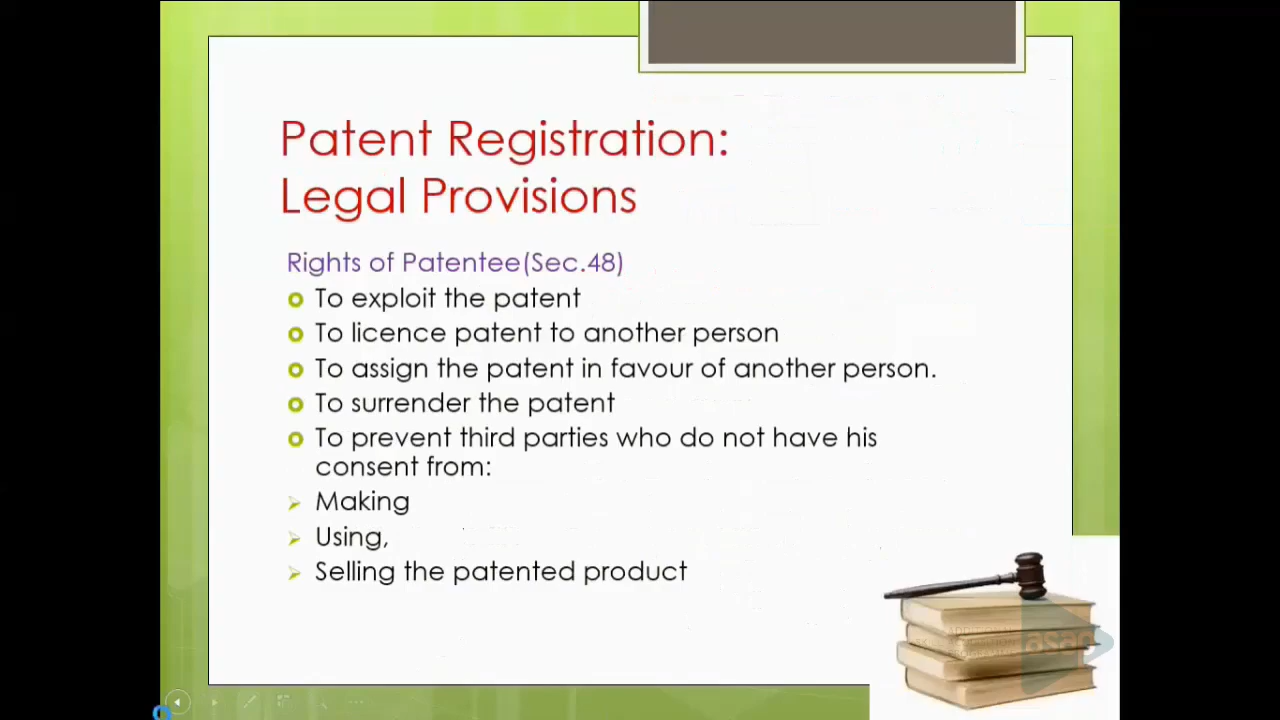 Patent Registration:
Legal Provisions
Rights of Patentee(Sec.48)
To exploit the patent
To licence patent to another person
To assign the patent in favour of another person.
To surrender the patent
To prevent third parties who do not have his
consent from:
Making
Using,
Selling the patented product
asap